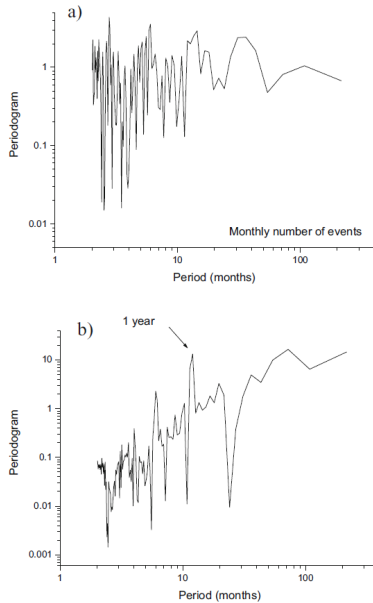 a)
1
0.1
0.01
Periodogram
Monthly number of events
1
10
100
Period (months)
b)
1 year
10
1
0.1
0.01
0.001
Periodogram
1
10
100
Period (months)